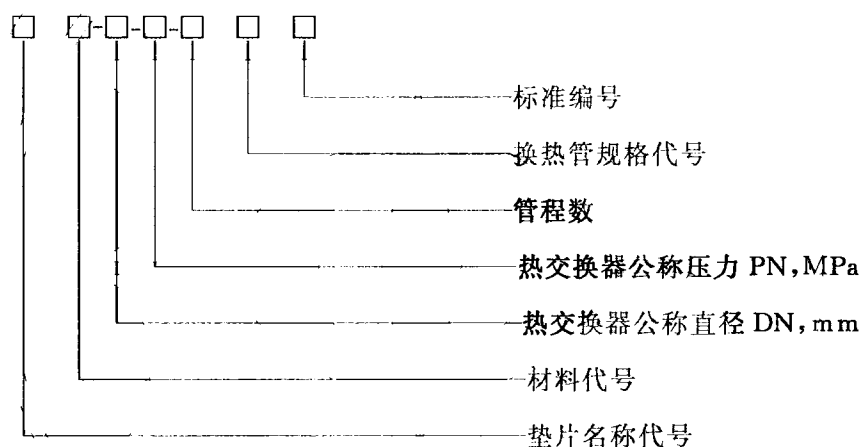 □ □-□-□-□ □ □
标准编号
换热管规格代号
管程数
热交换器公称压力 PN,MPa
热交换器公称直径 DN,mm
材料代号
垫片名称代号